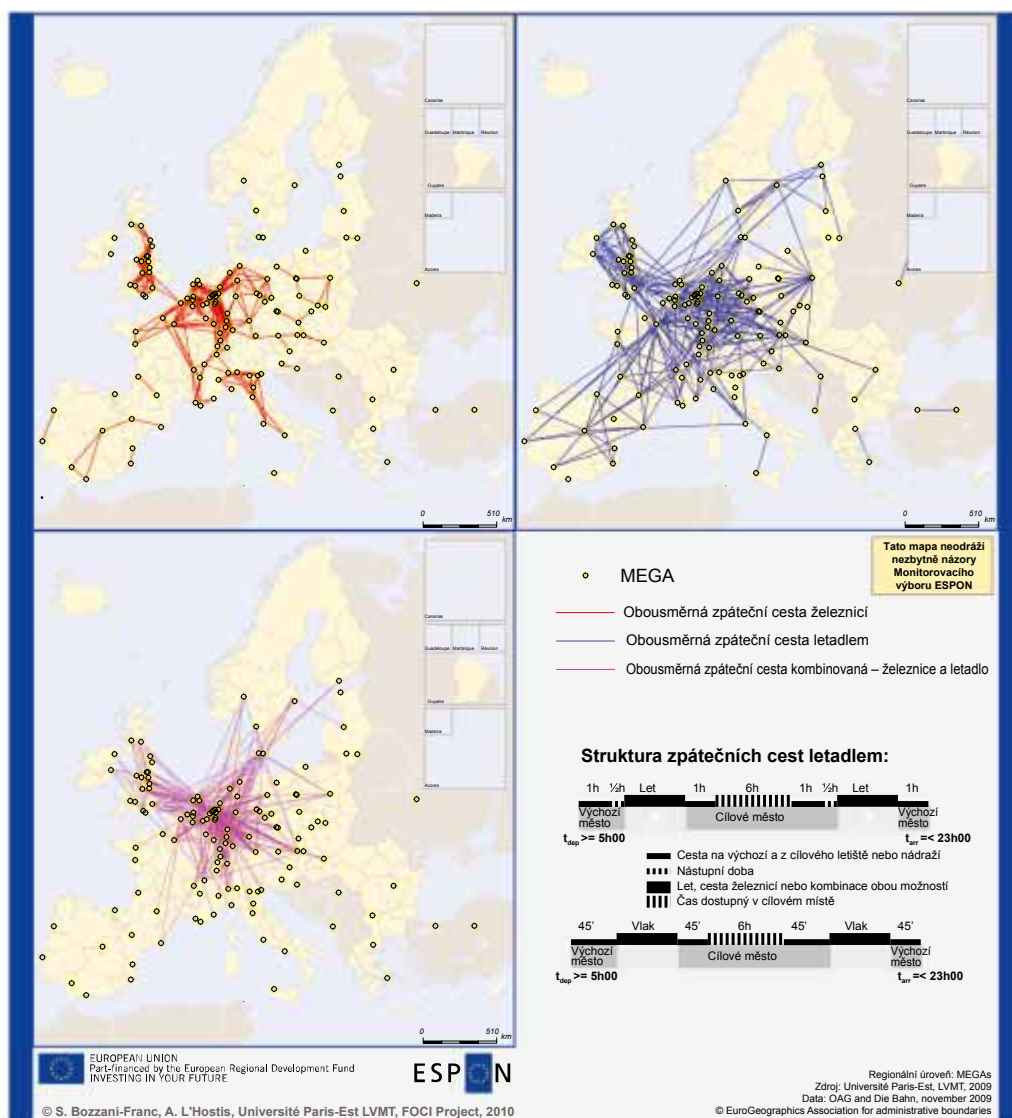 Canarias
Guadeloupe Martinique Réunion
Guyane
Madeira
Acores
0 510
km
Canarias
Guadeloupe Martinique Réunion
Guyane
Madeira
Acores
0 510
km
Canarias
Guadeloupe Martinique Réunion
Guyane
Madeira
Acores
0 510
km
Tato mapa neodráží
nezbytně názory
Monitorovacího
výboru ESPON
MEGA
Obousměrná zpáteční cesta železnicí
Obousměrná zpáteční cesta letadlem
Obousměrná zpáteční cesta kombinovaná – železnice a letadlo
Struktura zpátečních cest letadlem:
1h ½h Let 1h 6h 1h ½h Let 1h
Výchozí město Cílové město Výchozí město
tdep >= 5h00 tarr =< 23h00
Cesta na výchozí a z cílového letiště nebo nádraží
Nástupní doba
Let, cesta železnicí nebo kombinace obou možností
Čas dostupný v cílovém místě
45’ Vlak 45’ 6h 45’ Vlak 45’
Výchozí město Cílové město Výchozí město
tdep >= 5h00 tarr =< 23h00
EUROPEAN UNION
Part-financed by the European Regional Development Fund
INVESTING IN YOUR FUTURE
ESPON
Regionální úroveň: MEGAs
Zdroj: Université Paris-Est, LVMT, 2009
Data: OAG and Die Bahn, november 2009
© EuroGeographics Association for administrative boundaries
© S. Bozzani-Franc, A. L'Hostis, Université Paris-Est LVMT, FOCI Project, 2010